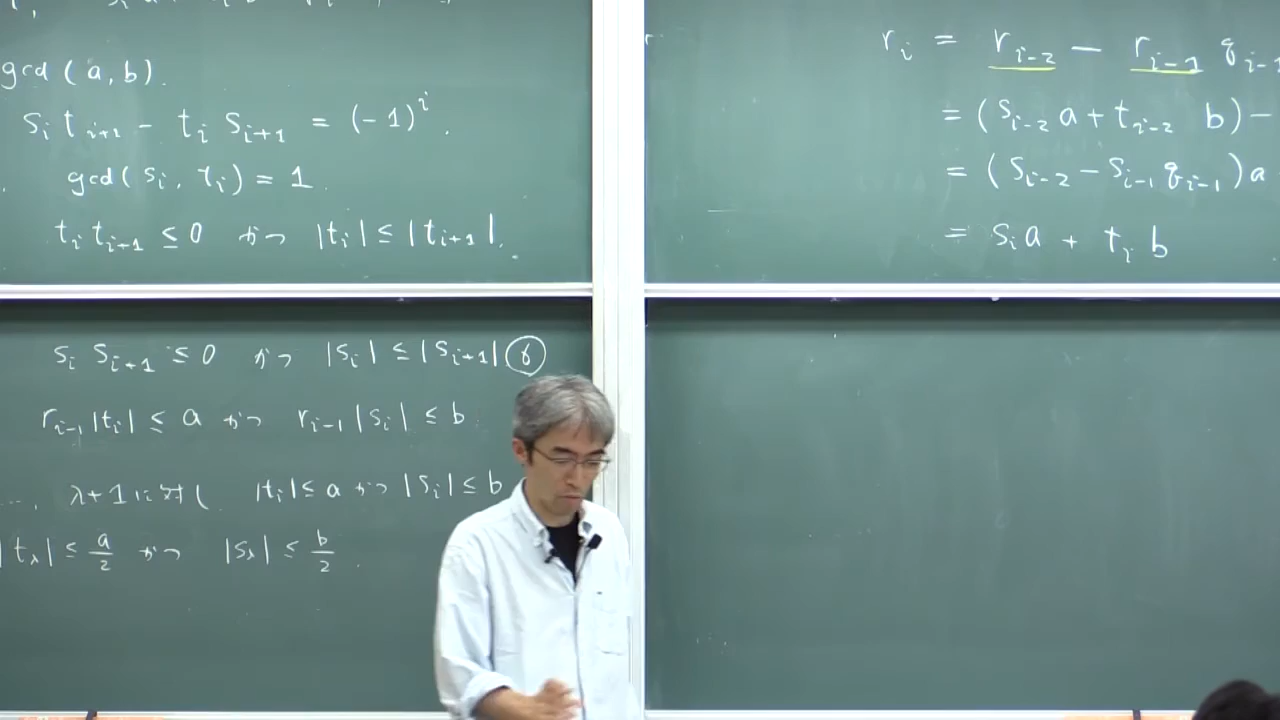 gcd(a, b).
s_i t_{i+1} - t_i s_{i+1} = (-1)^i.
gcd(s_i, t_i) = 1.
t_i t_{i+1} ≤ 0 かつ |t_i| ≤ |t_{i+1}|.
s_i s_{i+1} ≤ 0 かつ |s_i| ≤ |s_{i+1}| ⑥
r_{i-1}|t_i| ≤ a かつ r_{i-1}|s_i| ≤ b.
…, λ+1 に対し |t_i| ≤ a かつ |s_i| ≤ b
|t_λ| ≤ a/2 かつ |s_λ| ≤ b/2.
r_i = r_{i-2} - r_{i-1} q_{i-1}
= (s_{i-2} a + t_{i-2} b) -
= (s_{i-2} - s_{i-1} q_{i-1}) a
= s_i a + t_i b